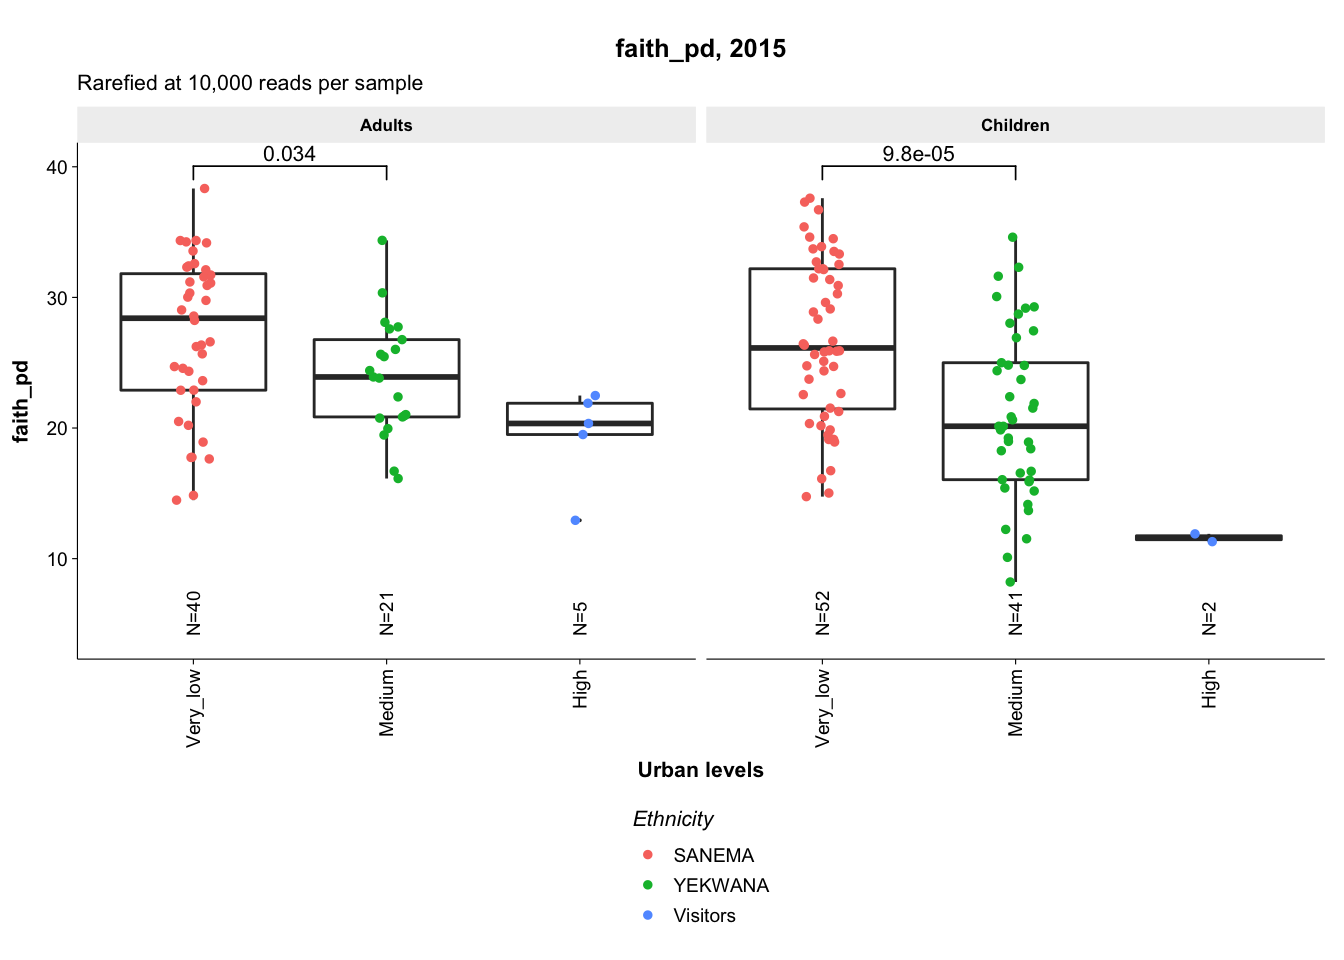 faith_pd, 2015
Rarefied at 10,000 reads per sample
Adults
Children
0.034
9.8e-05
40
30
20
10
faith_pd
N=40
N=21
N=5
N=52
N=41
N=2
Very_low
Medium
High
Very_low
Medium
High
Urban levels
Ethnicity
SANEMA
YEKWANA
Visitors